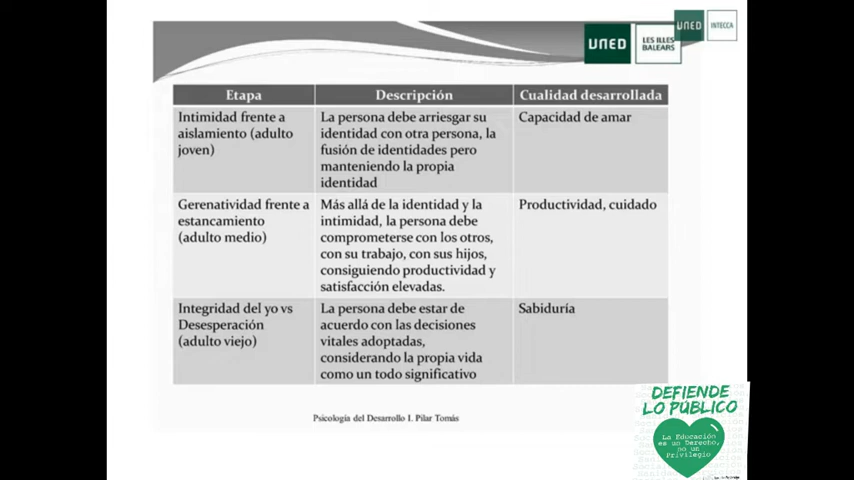 UNED
LES ILLES
BALEARS
UNED
INTECCA
Etapa
Descripción
Cualidad desarrollada
Intimidad frente a
aislamiento (adulto
joven)
La persona debe arriesgar su
identidad con otra persona, la
fusión de identidades pero
manteniendo la propia
identidad
Capacidad de amar
Gerenatividad frente a
estancamiento
(adulto medio)
Más allá de la identidad y la
intimidad, la persona debe
comprometerse con los otros,
con su trabajo, con sus hijos,
consiguiendo productividad y
satisfacción elevadas.
Productividad, cuidado
Integridad del yo vs
Desesperación
(adulto viejo)
La persona debe estar de
acuerdo con las decisiones
vitales adoptadas,
considerando la propia vida
como un todo significativo
Sabiduría
Psicología del Desarrollo I. Pilar Tomás
DEFIENDE
LO PÚBLICO
La Educación
es un Derecho,
no un
Privilegio